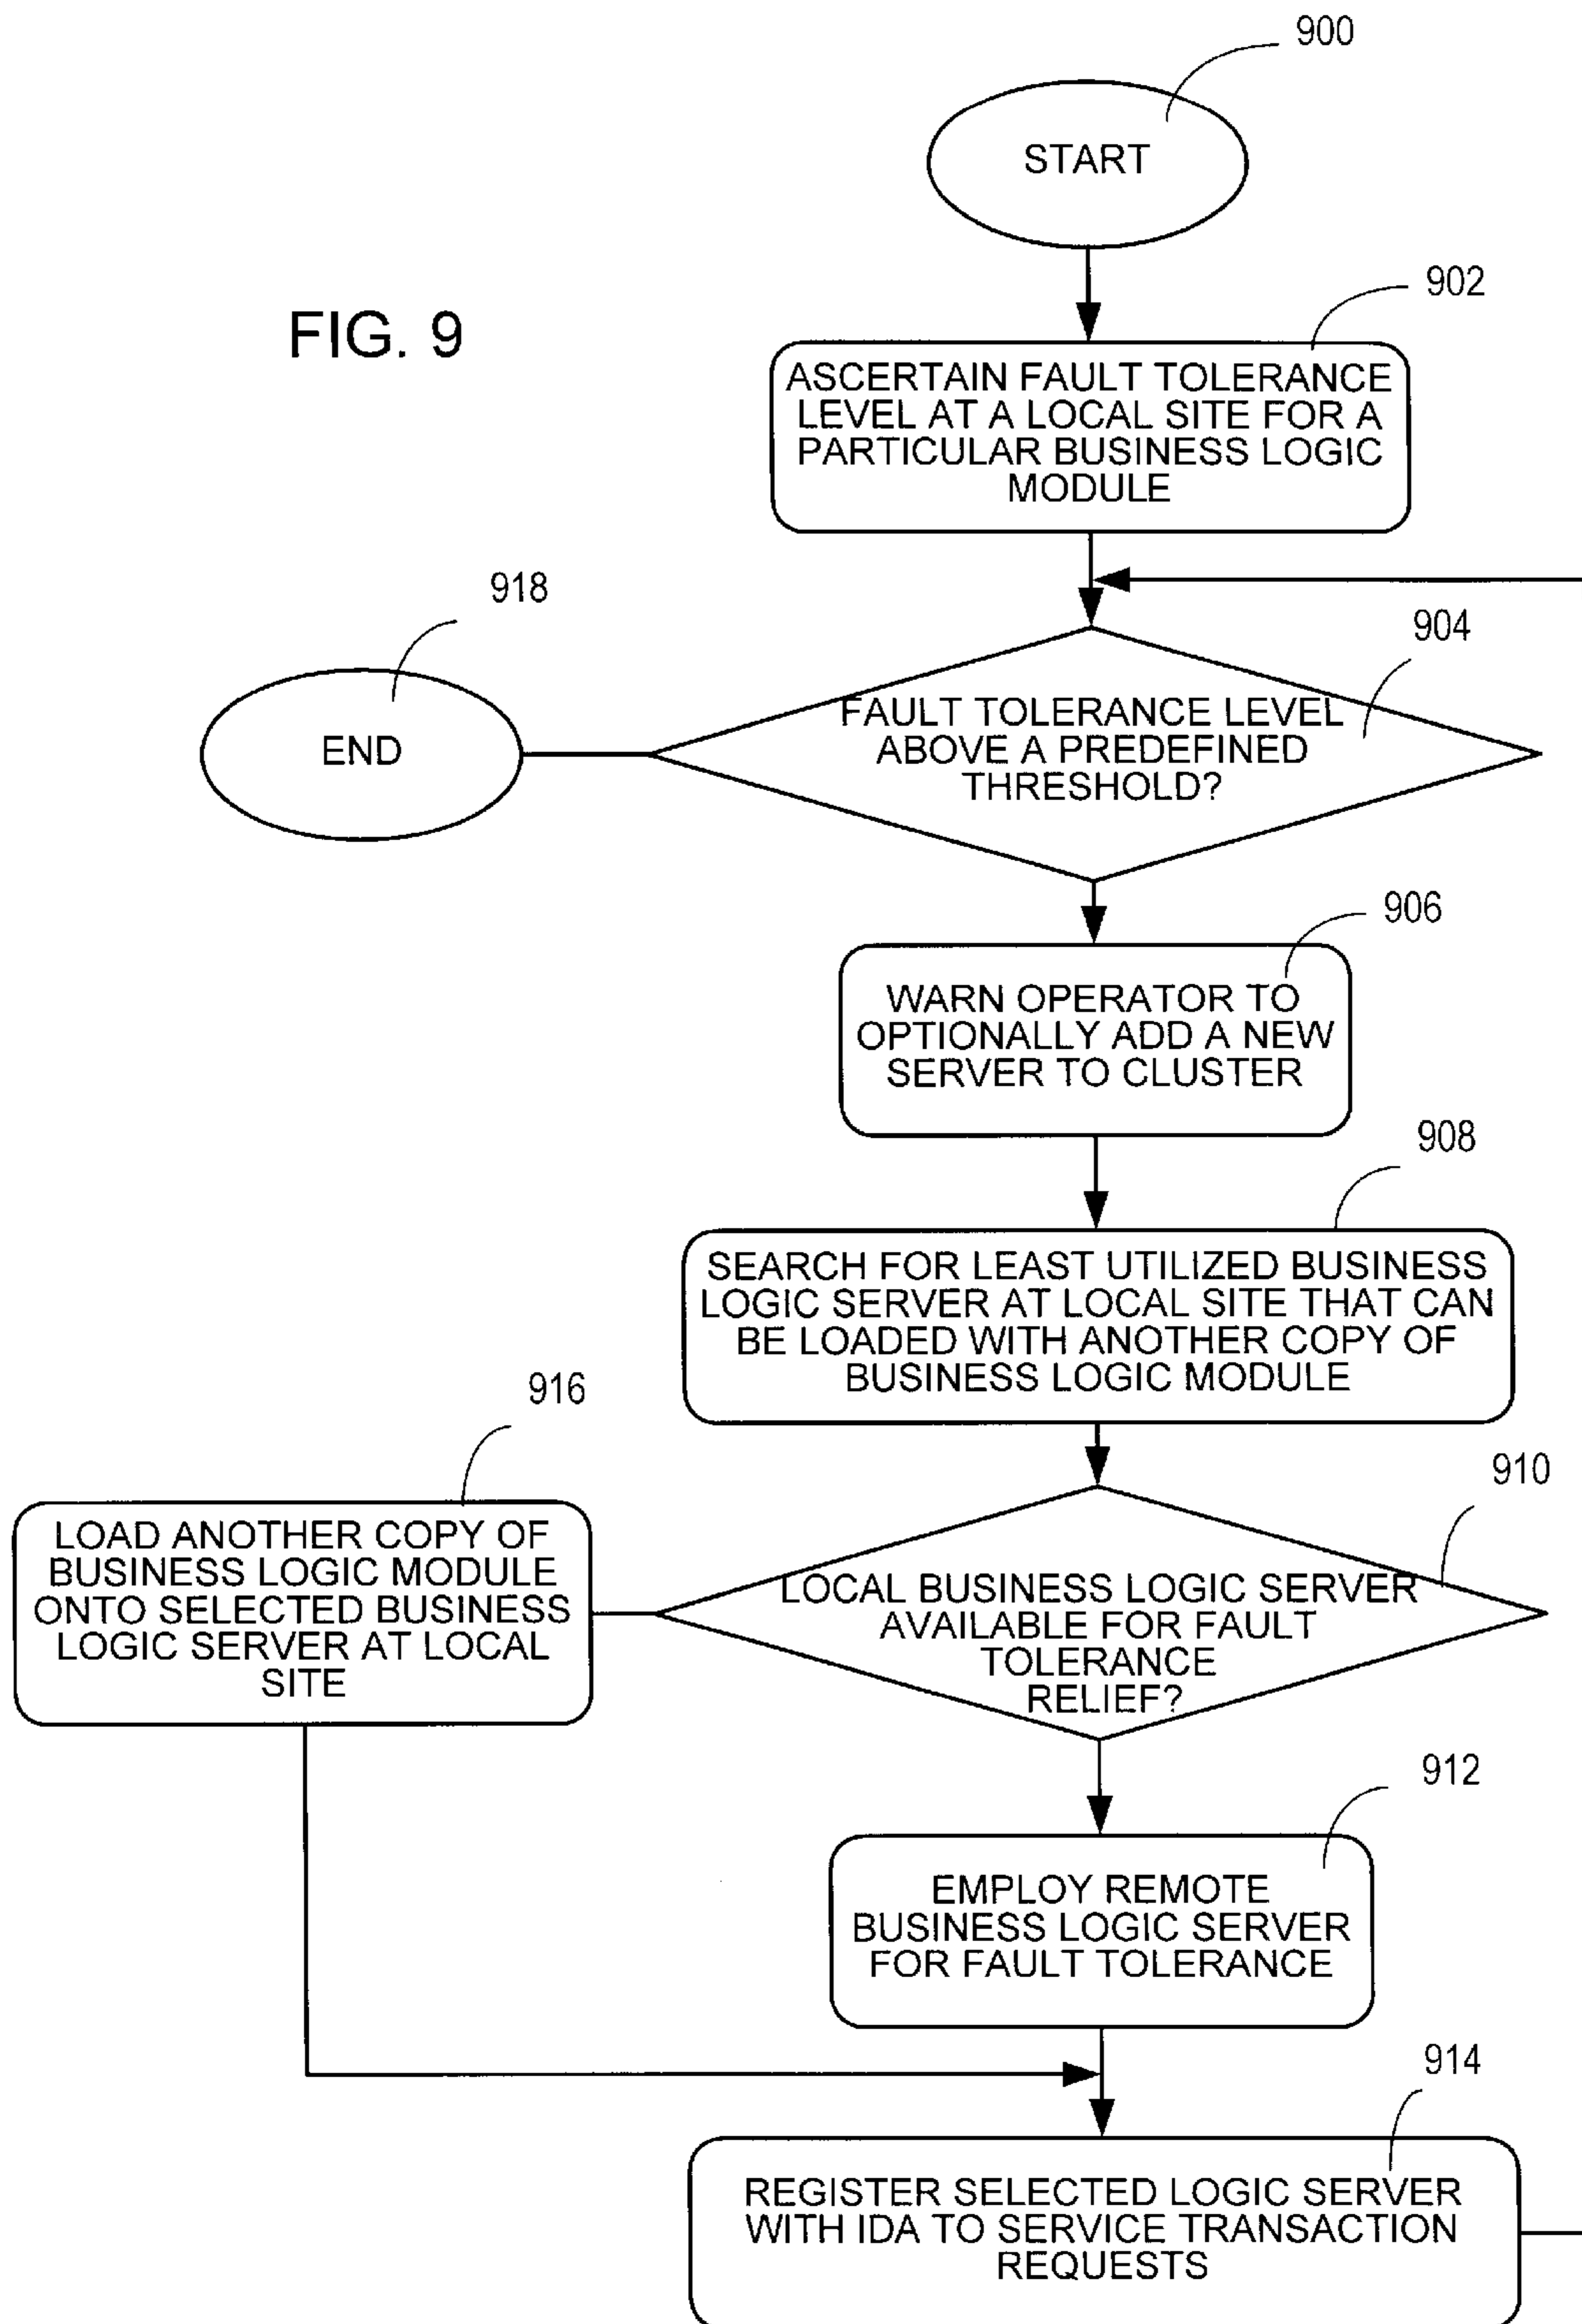 900
START
902
FIG. 9
ASCERTAIN FAULT TOLERANCE
LEVEL AT A LOCAL SITE FOR A
PARTICULAR BUSINESS LOGIC
MODULE
918
904
END
FAULT TOLERANCE LEVEL
ABOVE A PREDEFINED
THRESHOLD?
906
WARN OPERATOR TO
OPTIONALLY ADD A NEW
SERVER TO CLUSTER
908
SEARCH FOR LEAST UTILIZED BUSINESS
LOGIC SERVER AT LOCAL SITE THAT CAN
BE LOADED WITH ANOTHER COPY OF
BUSINESS LOGIC MODULE
916
910
LOAD ANOTHER COPY OF
BUSINESS LOGIC MODULE
ONTO SELECTED BUSINESS
LOGIC SERVER AT LOCAL
SITE
LOCAL BUSINESS LOGIC SERVER
AVAILABLE FOR FAULT
TOLERANCE
RELIEF?
912
EMPLOY REMOTE
BUSINESS LOGIC SERVER
FOR FAULT TOLERANCE
914
REGISTER SELECTED LOGIC SERVER
WITH IDA TO SERVICE TRANSACTION
REQUESTS